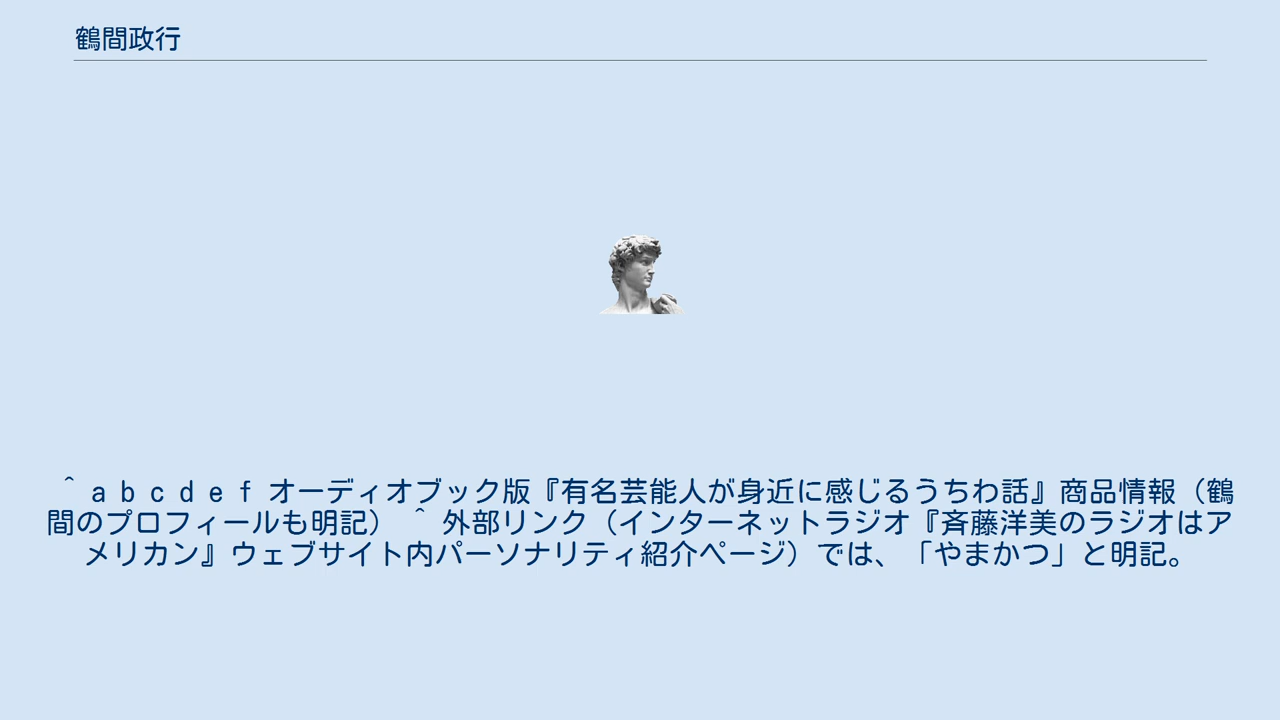 鶴間政行
^ a b c d e f オーディオブック版『有名芸能人が身近に感じるうちわ話』商品情報（鶴
間のプロフィールも明記） ^ 外部リンク（インターネットラジオ『斉藤洋美のラジオはア
メリカン』ウェブサイト内パーソナリティ紹介ページ）では、「やまかつ」と明記。